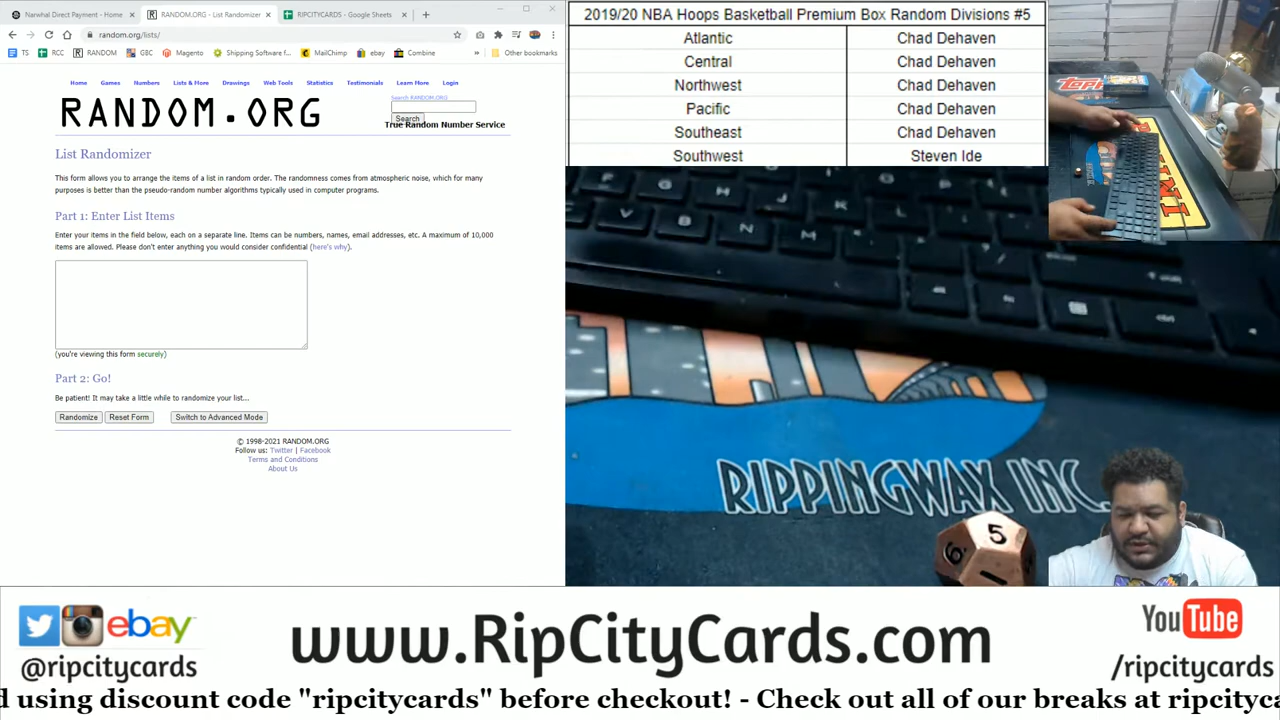 Narwhal Direct Payment - Home
RANDOM.ORG - List Randomizer
RIPCITYCARDS - Google Sheets
random.org/lists/
TS
RCC
RANDOM
GBC
Magento
Shipping Software f...
MailChimp
ebay
Combine
Other bookmarks
Home
Games
Numbers
Lists & More
Drawings
Web Tools
Statistics
Testimonials
Learn More
Login
RANDOM.ORG
Search RANDOM.ORG
Search
True Random Number Service
List Randomizer
This form allows you to arrange the items of a list in random order. The randomness comes from atmospheric noise, which for many
purposes is better than the pseudo-random number algorithms typically used in computer programs.
Part 1: Enter List Items
Enter your items in the field below, each on a separate line. Items can be numbers, names, email addresses, etc. A maximum of 10,000
items are allowed. Please don't enter anything you would consider confidential (here's why).
(you're viewing this form securely)
Part 2: Go!
Be patient! It may take a little while to randomize your list...
Randomize
Reset Form
Switch to Advanced Mode
© 1998-2021 RANDOM.ORG
Follow us: Twitter | Facebook
Terms and Conditions
About Us
2019/20 NBA Hoops Basketball Premium Box Random Divisions #5
Atlantic Chad Dehaven
Central Chad Dehaven
Northwest Chad Dehaven
Pacific Chad Dehaven
Southeast Chad Dehaven
Southwest Steven Ide
TOPPS
V B N M
ctrl
RIPPINGWAX INC.
5
6
ebay
@ripcitycards
www.RipCityCards.com
YouTube
/ripcitycards
d using discount code "ripcitycards" before checkout! - Check out all of our breaks at ripcityca